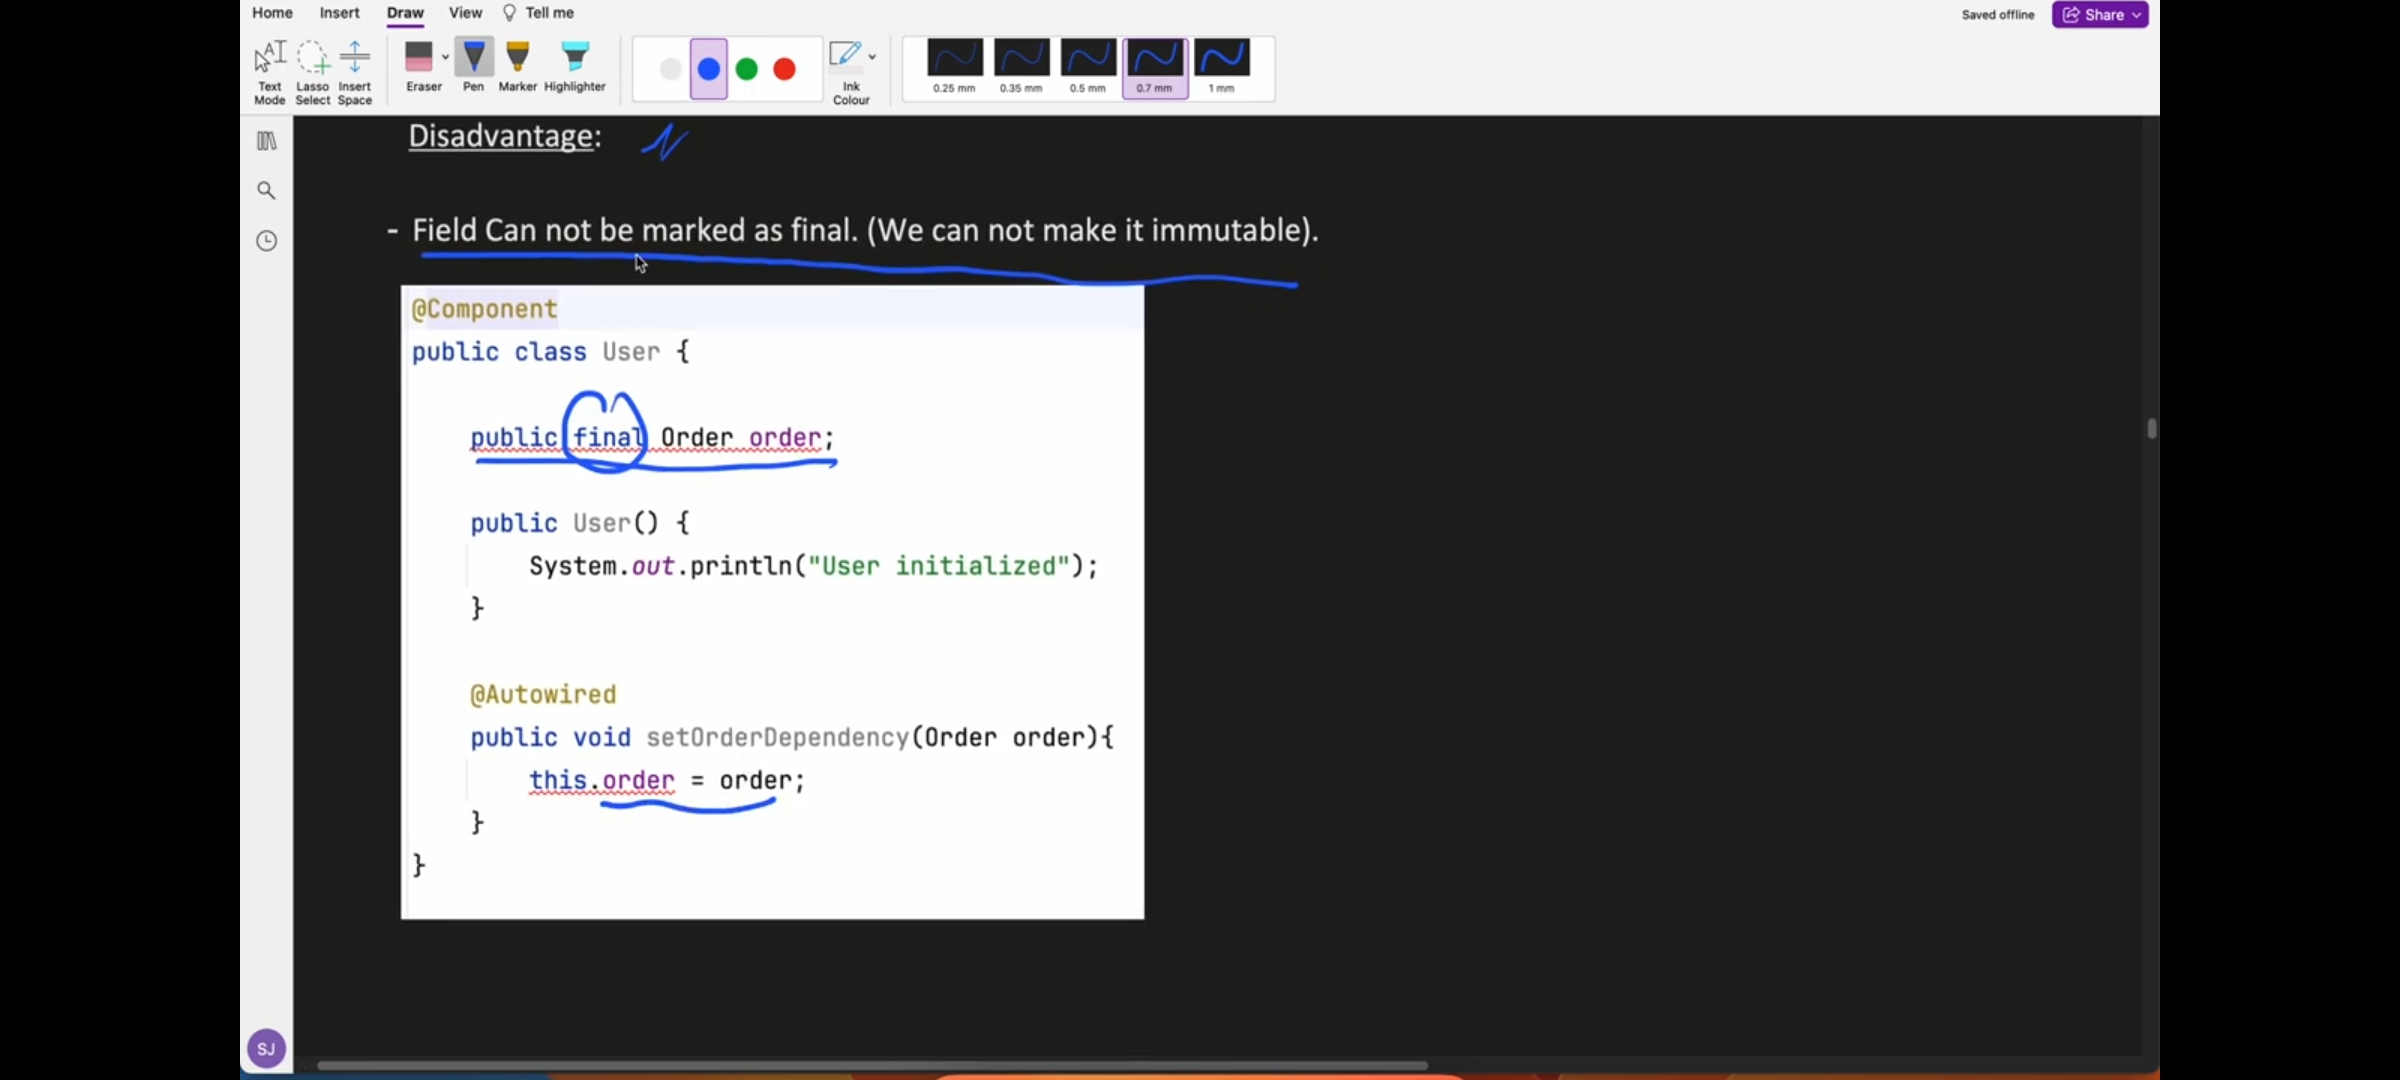 Home Insert Draw View Tell me
Saved offline Share
Text Mode
Lasso Select
Insert Space
Eraser
Pen
Marker
Highlighter
Ink Colour
0.25 mm
0.35 mm
0.5 mm
0.7 mm
1 mm
Disadvantage:
- Field Can not be marked as final. (We can not make it immutable).
@Component
public class User {
public final Order order;
public User() {
System.out.println("User initialized");
}
@Autowired
public void setOrderDependency(Order order){
this.order = order;
}
}
SJ